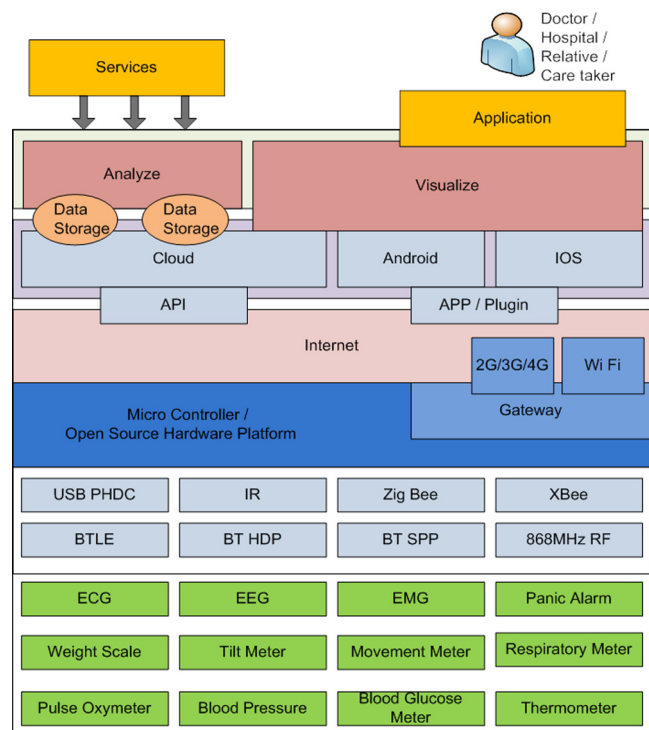 Doctor /
Hospital /
Relative /
Care taker
Services
Application
Analyze
Visualize
Data
Storage
Data
Storage
Cloud
Android
IOS
API
APP / Plugin
Internet
2G/3G/4G
Wi Fi
Micro Controller /
Open Source Hardware Platform
Gateway
USB PHDC
IR
Zig Bee
XBee
BTLE
BT HDP
BT SPP
868MHz RF
ECG
EEG
EMG
Panic Alarm
Weight Scale
Tilt Meter
Movement Meter
Respiratory Meter
Pulse Oxymeter
Blood Pressure
Blood Glucose
Meter
Thermometer